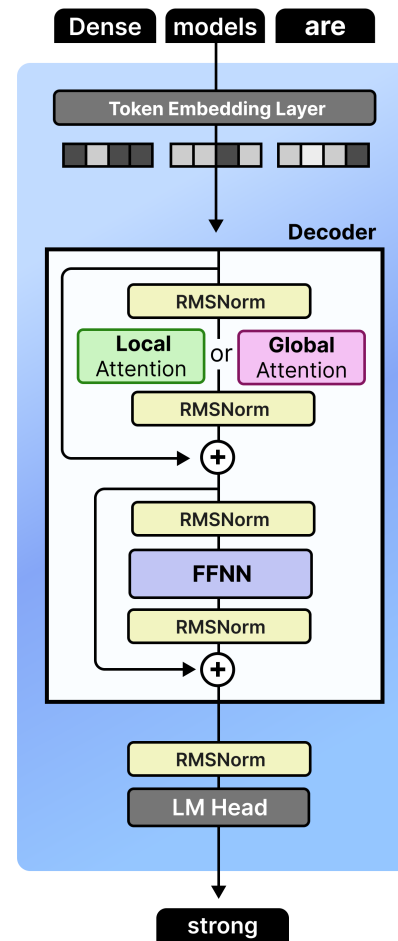 Dense models are
Token Embedding Layer
Decoder
RMSNorm
Local
Attention
or
Global
Attention
RMSNorm
+
RMSNorm
FFNN
RMSNorm
+
RMSNorm
LM Head
strong